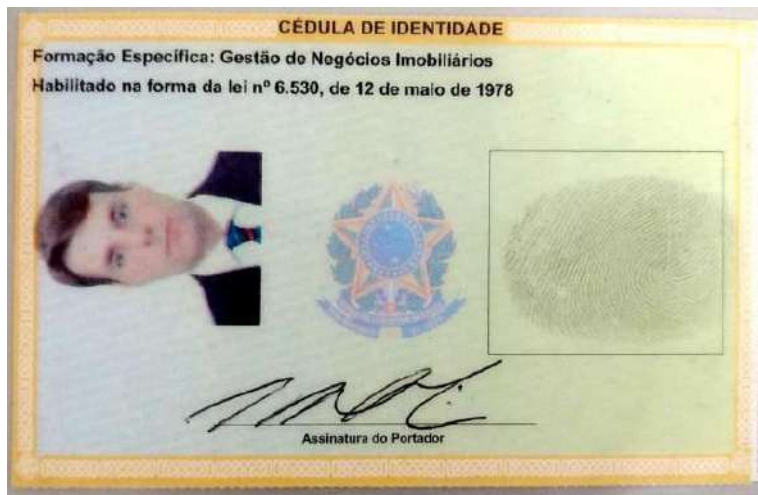 CÉDULA DE IDENTIDADE
Formação Específica: Gestão de Negócios Imobiliários
Habilitado na forma da lei nº 6.530, de 12 de maio de 1978
Assinatura do Portador